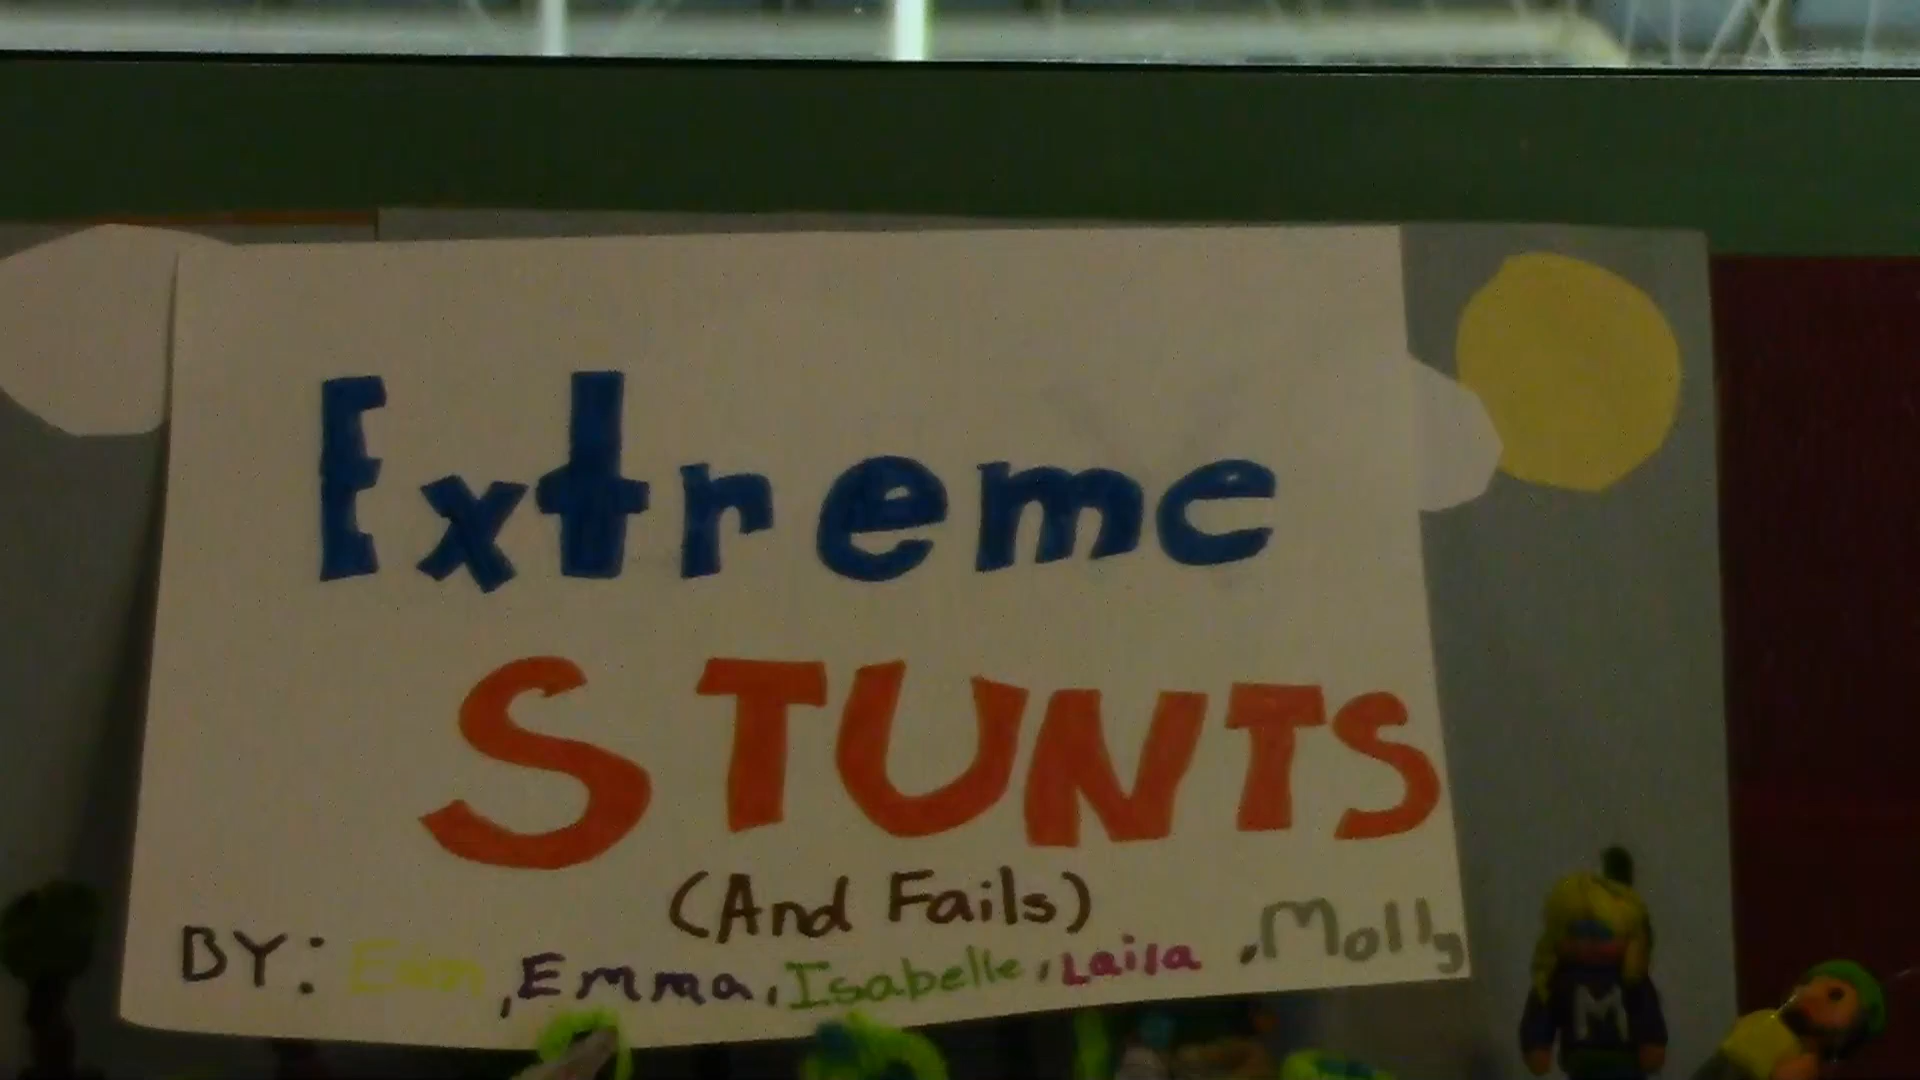 Extreme
STUNTS
(And Fails)
BY: , Emma, Isabelle, Laila, Molly
M